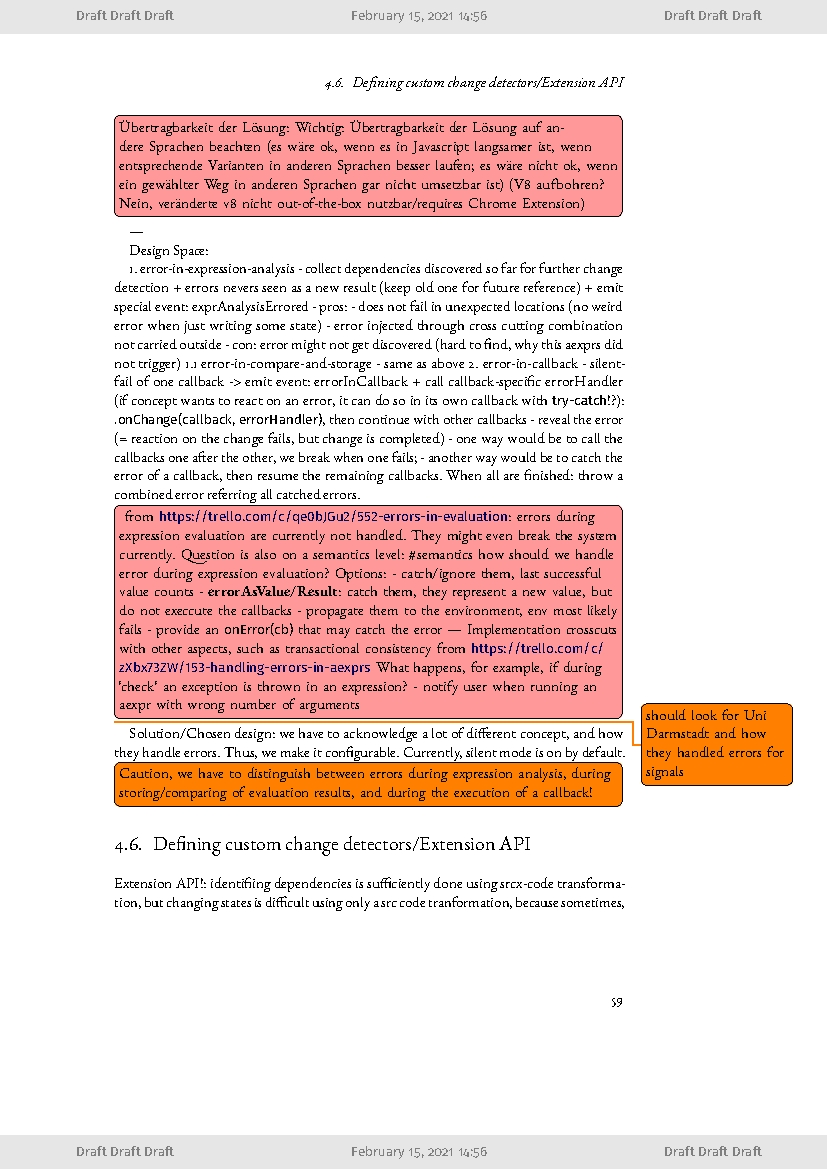 Draft Draft Draft February 15, 2021 14:56 Draft Draft Draft
4.6. Defining custom change detectors/Extension API
Übertragbarkeit der Lösung: Wichtig: Übertragbarkeit der Lösung auf an-
dere Sprachen beachten (es wäre ok, wenn es in Javascript langsamer ist, wenn
entsprechende Varianten in anderen Sprachen besser laufen; es wäre nicht ok, wenn
ein gewählter Weg in anderen Sprachen gar nicht umsetzbar ist) (V8 aufbohren?
Nein, veränderte v8 nicht out-of-the-box nutzbar/requires Chrome Extension)
—
Design Space:
1. error-in-expression-analysis - collect dependencies discovered so far for further change
detection + errors nevers seen as a new result (keep old one for future reference) + emit
special event: exprAnalysisErrored - pros: - does not fail in unexpected locations (no weird
error when just writing some state) - error injected through cross cutting combination
not carried outside - con: error might not get discovered (hard to find, why this aexprs did
not trigger) 1.1 error-in-compare-and-storage - same as above 2. error-in-callback - silent-
fail of one callback -> emit event: errorInCallback + call callback-specific errorHandler
(if concept wants to react on an error, it can do so in its own callback with try-catch!?):
.onChange(callback, errorHandler), then continue with other callbacks - reveal the error
(= reaction on the change fails, but change is completed) - one way would be to call the
callbacks one after the other, we break when one fails; - another way would be to catch the
error of a callback, then resume the remaining callbacks. When all are finished: throw a
combined error referring all catched errors.
from https://trello.com/c/qe0bJGu2/552-errors-in-evaluation: errors during
expression evaluation are currently not handled. They might even break the system
currently. Question is also on a semantics level: #semantics how should we handle
error during expression evaluation? Options: - catch/ignore them, last successful
value counts - errorAsValue/Result: catch them, they represent a new value, but
do not execcute the callbacks - propagate them to the environment, env most likely
fails - provide an onError(cb) that may catch the error — Implementation crosscuts
with other aspects, such as transactional consistency from https://trello.com/c/
zXbx73ZW/153-handling-errors-in-aexprs What happens, for example, if during
'check' an exception is thrown in an expression? - notify user when running an
aexpr with wrong number of arguments
should look for Uni
Darmstadt and how
they handled errors for
signals
Solution/Chosen design: we have to acknowledge a lot of different concept, and how
they handle errors. Thus, we make it configurable. Currently, silent mode is on by default.
Caution, we have to distinguish between errors during expression analysis, during
storing/comparing of evaluation results, and during the execution of a callback!
4.6. Defining custom change detectors/Extension API
Extension API!: identifiing dependencies is sufficiently done using srcx-code transforma-
tion, but changing states is difficult using only a src code tranformation, because sometimes,
59
Draft Draft Draft February 15, 2021 14:56 Draft Draft Draft